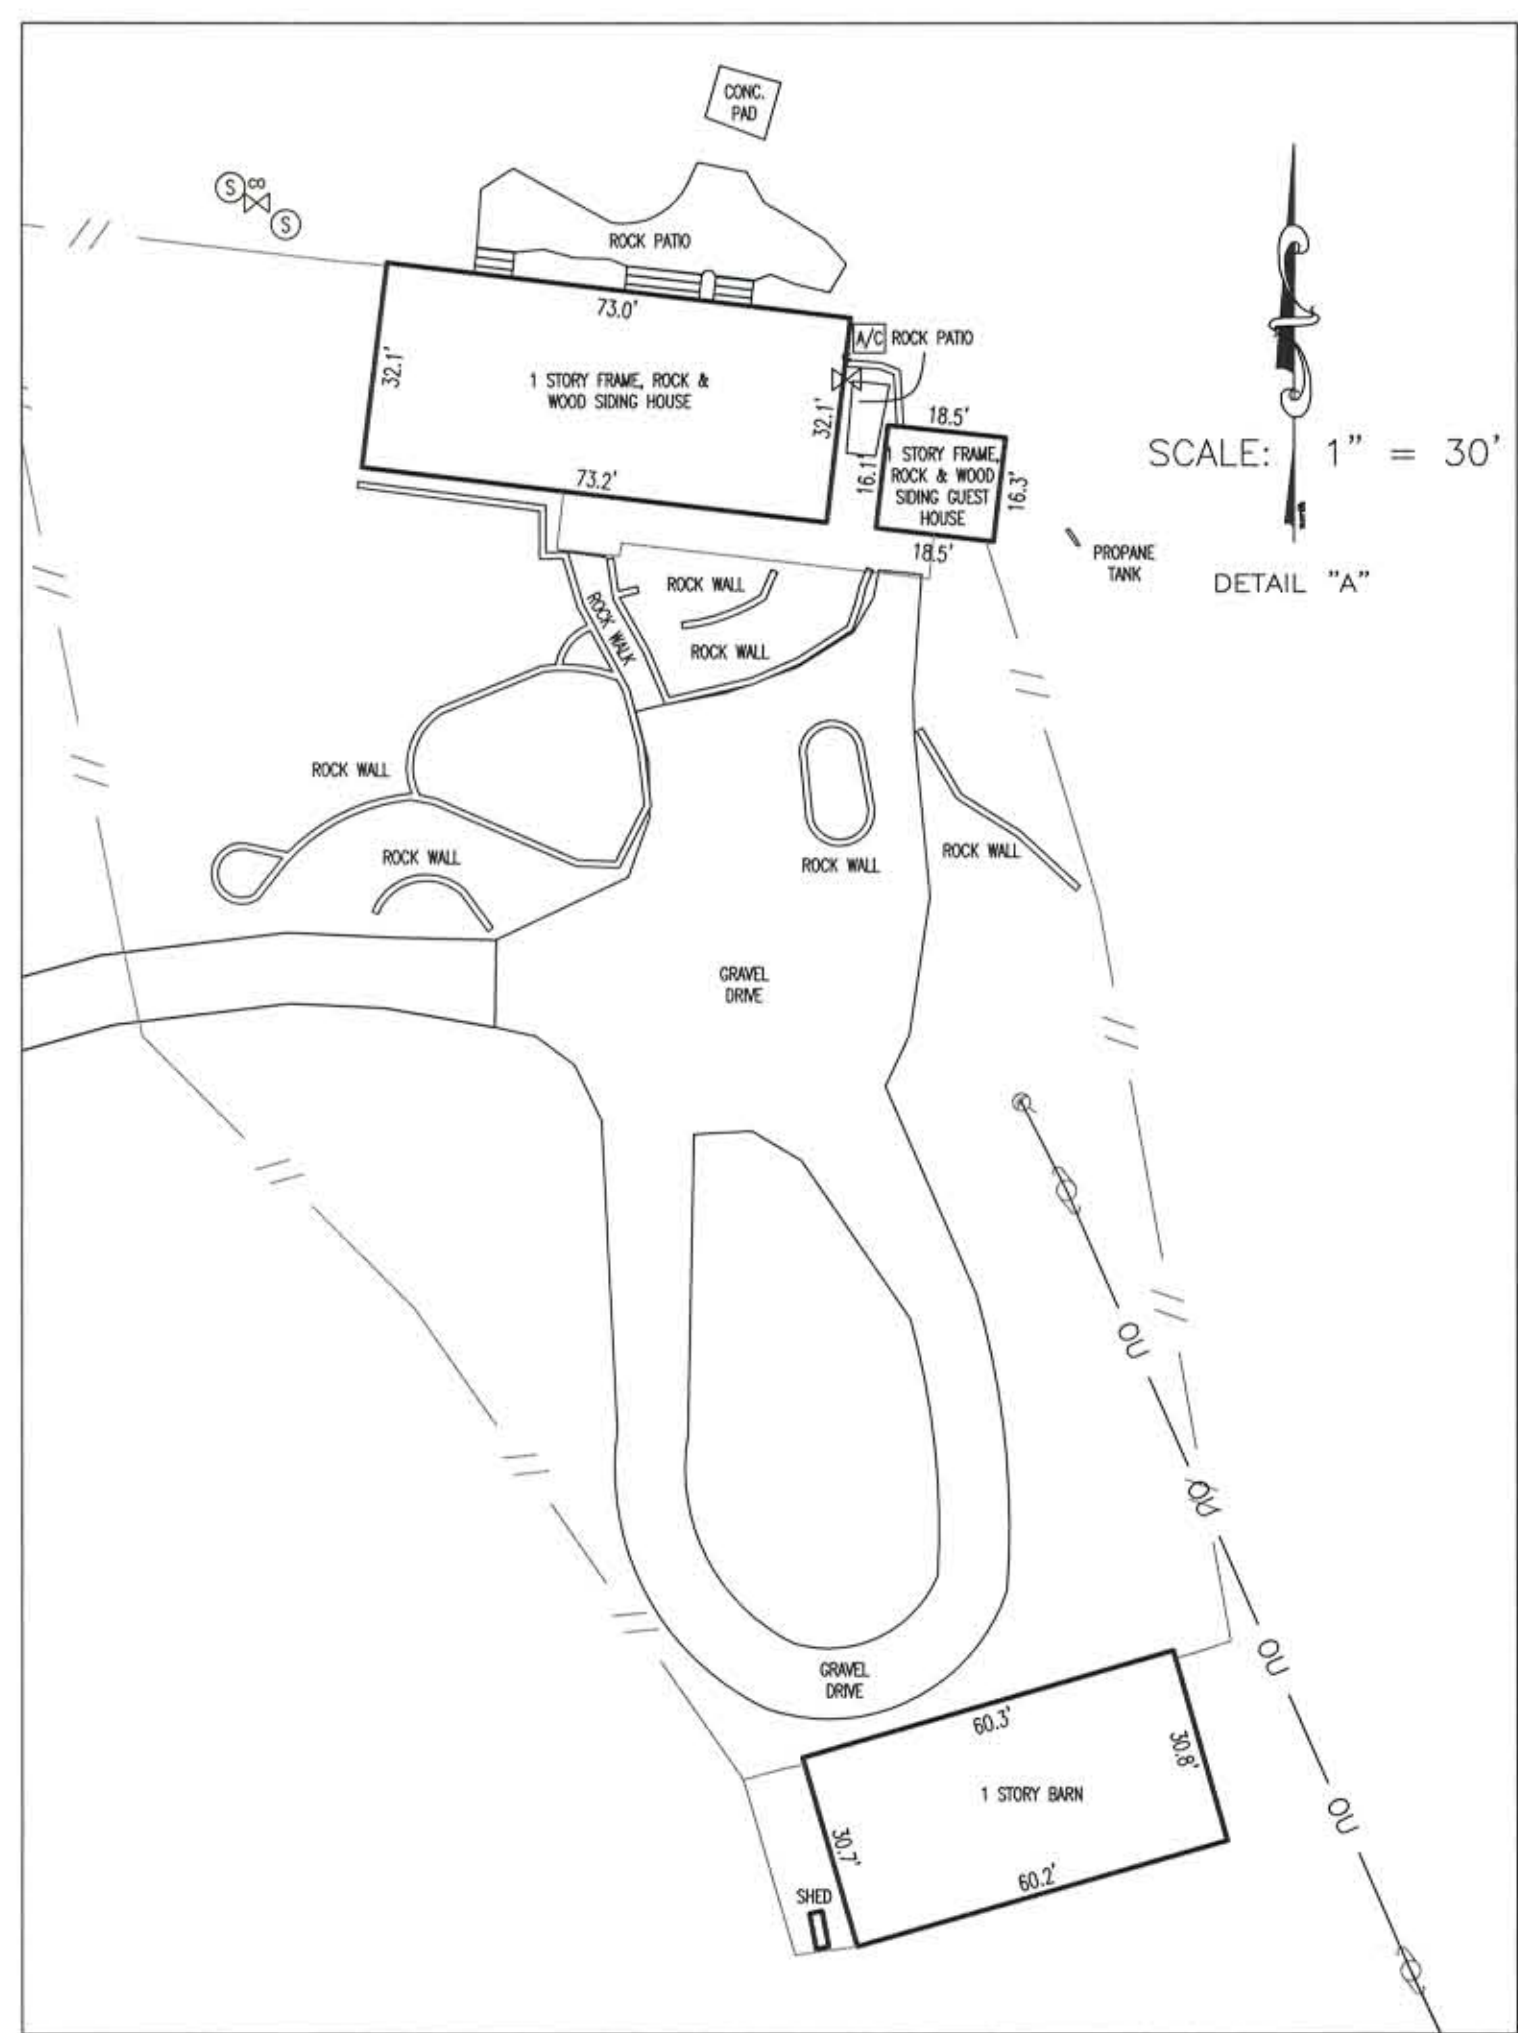 CONC.
PAD
S
CO
S
ROCK PATIO
73.0'
A/C
ROCK PATIO
32.1'
1 STORY FRAME, ROCK &
WOOD SIDING HOUSE
32.1'
18.5'
73.2'
16.1'
1 STORY FRAME,
ROCK & WOOD
SIDING GUEST
HOUSE
16.3'
18.5'
SCALE: 1" = 30'
north
PROPANE
TANK
DETAIL "A"
ROCK WALL
ROCK WALK
ROCK WALL
ROCK WALL
ROCK WALL
ROCK WALL
ROCK WALL
GRAVEL
DRIVE
OU
OU
OU
OU
GRAVEL
DRIVE
60.3'
30.8'
1 STORY BARN
30.7'
60.2'
SHED